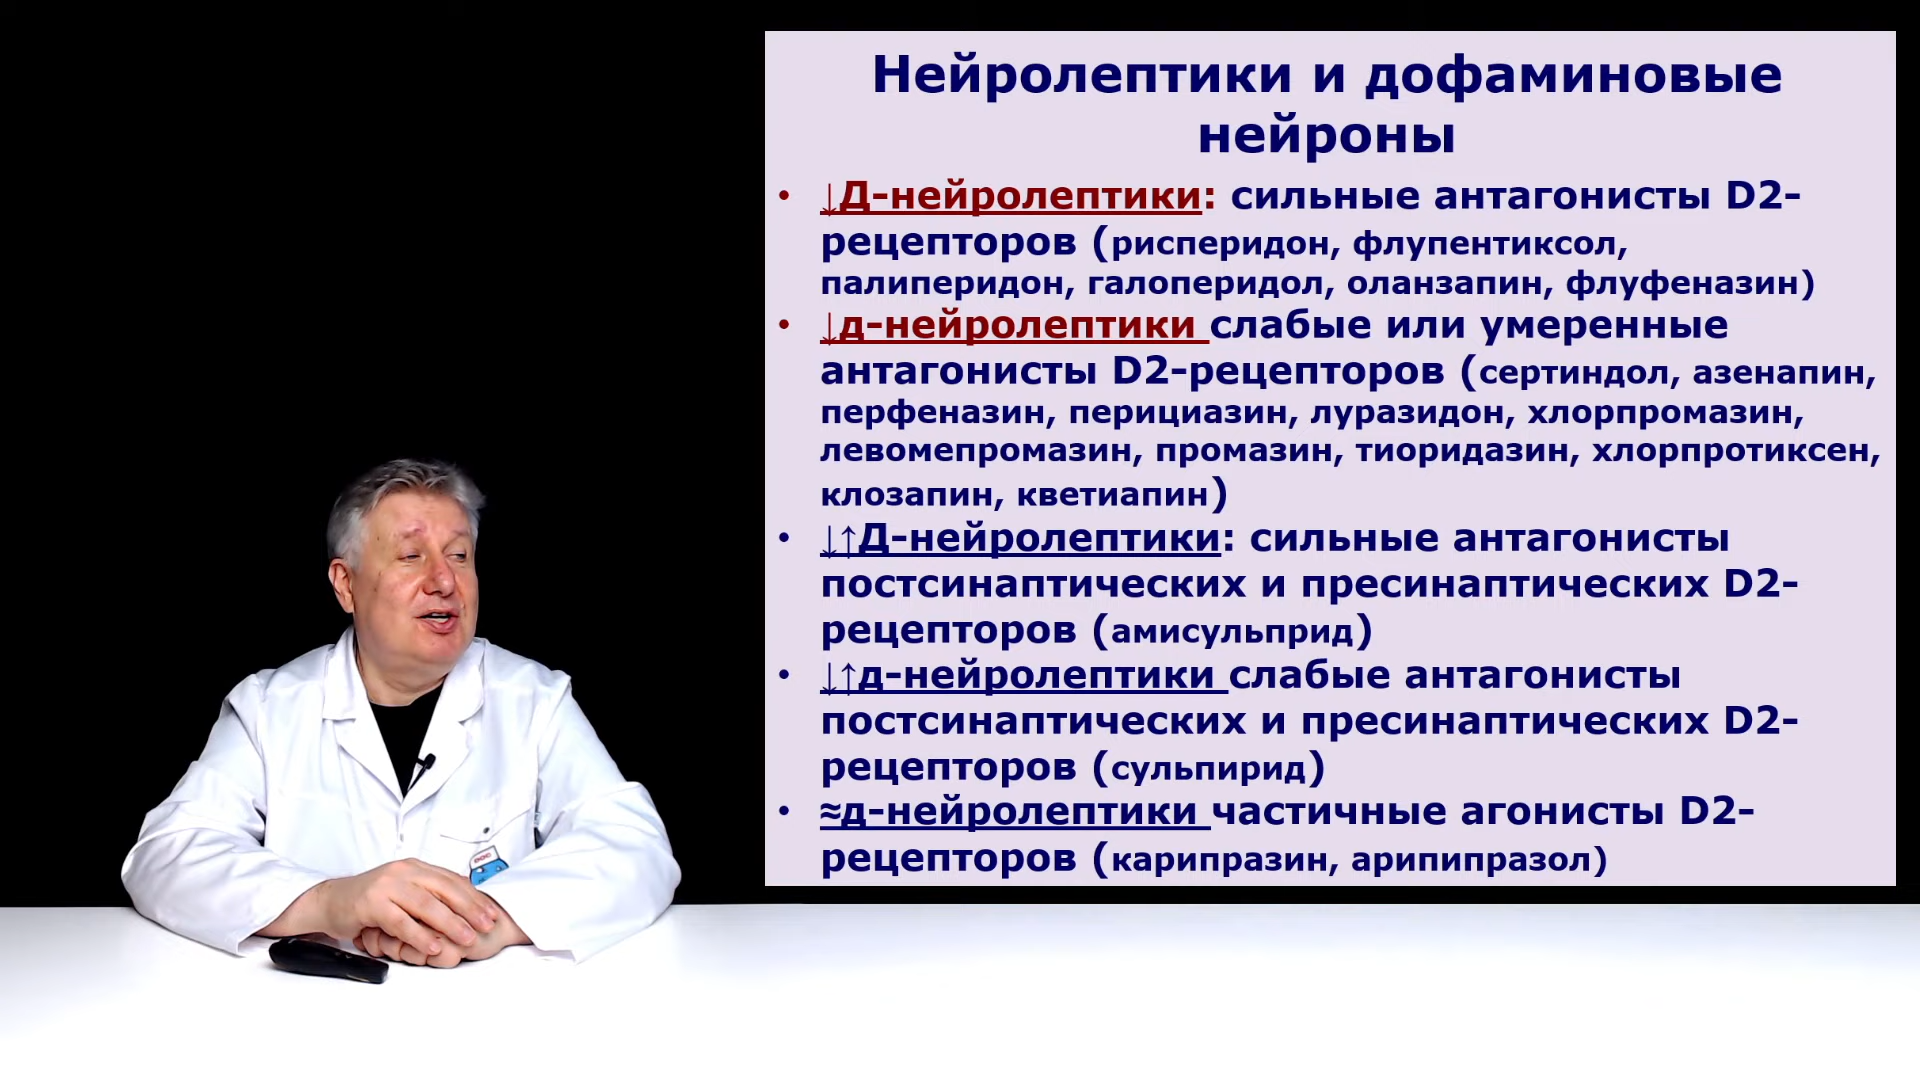 Нейролептики и дофаминовые
нейроны
• ↓Д-нейролептики: сильные антагонисты D2-
рецепторов (рисперидон, флупентиксол,
палиперидон, галоперидол, оланзапин, флуфеназин)
• ↓д-нейролептики слабые или умеренные
антагонисты D2-рецепторов (сертиндол, азенапин,
перфеназин, перициазин, луразидон, хлорпромазин,
левомепромазин, промазин, тиоридазин, хлорпротиксен,
клозапин, кветиапин)
• ↓↑Д-нейролептики: сильные антагонисты
постсинаптических и пресинаптических D2-
рецепторов (амисульприд)
• ↓↑д-нейролептики слабые антагонисты
постсинаптических и пресинаптических D2-
рецепторов (сульпирид)
• ≈д-нейролептики частичные агонисты D2-
рецепторов (карипразин, арипипразол)